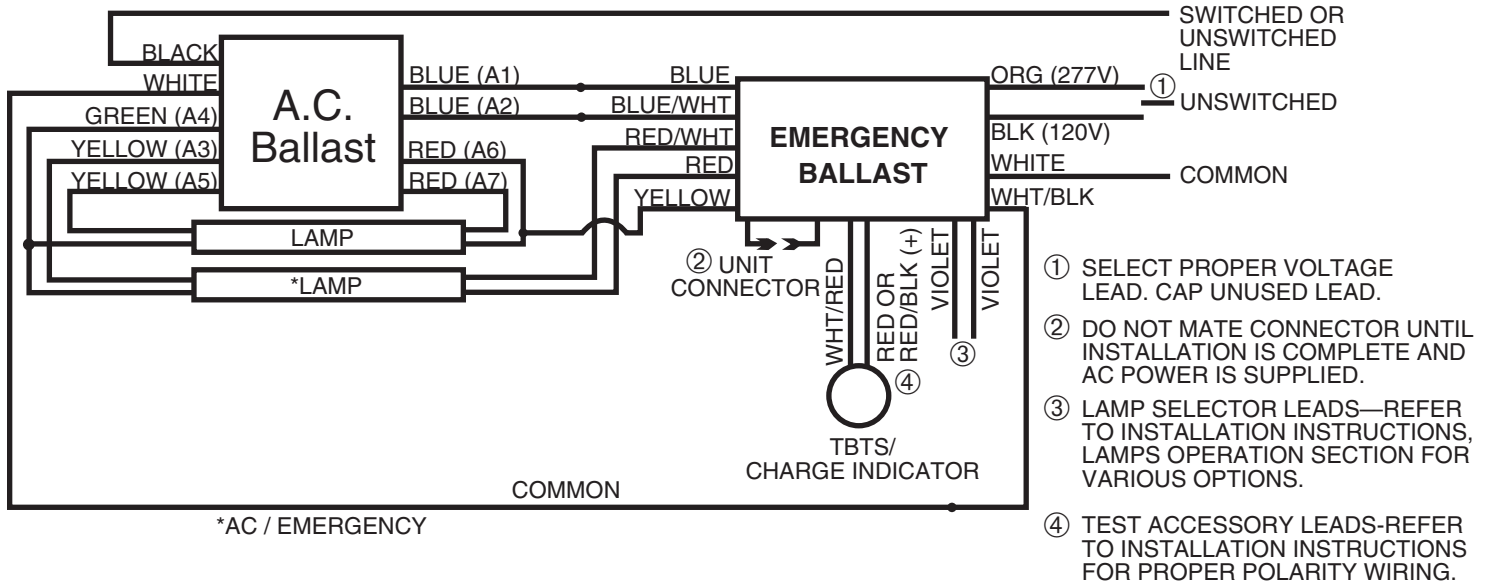 SWITCHED OR
UNSWITCHED
LINE
BLACK
WHITE
GREEN (A4)
YELLOW (A3)
YELLOW (A5)
A.C.
Ballast
BLUE (A1)
BLUE (A2)
RED (A6)
RED (A7)
LAMP
*LAMP
BLUE
BLUE/WHT
RED/WHT
RED
YELLOW
EMERGENCY
BALLAST
ORG (277V)
① UNSWITCHED
BLK (120V)
WHITE
COMMON
WHT/BLK
② UNIT
CONNECTOR
WHT/RED
RED OR
RED/BLK (+)
VIOLET
VIOLET
③
④
TBTS/
CHARGE INDICATOR
COMMON
*AC / EMERGENCY
① SELECT PROPER VOLTAGE
LEAD. CAP UNUSED LEAD.
② DO NOT MATE CONNECTOR UNTIL
INSTALLATION IS COMPLETE AND
AC POWER IS SUPPLIED.
③ LAMP SELECTOR LEADS—REFER
TO INSTALLATION INSTRUCTIONS,
LAMPS OPERATION SECTION FOR
VARIOUS OPTIONS.
④ TEST ACCESSORY LEADS-REFER
TO INSTALLATION INSTRUCTIONS
FOR PROPER POLARITY WIRING.